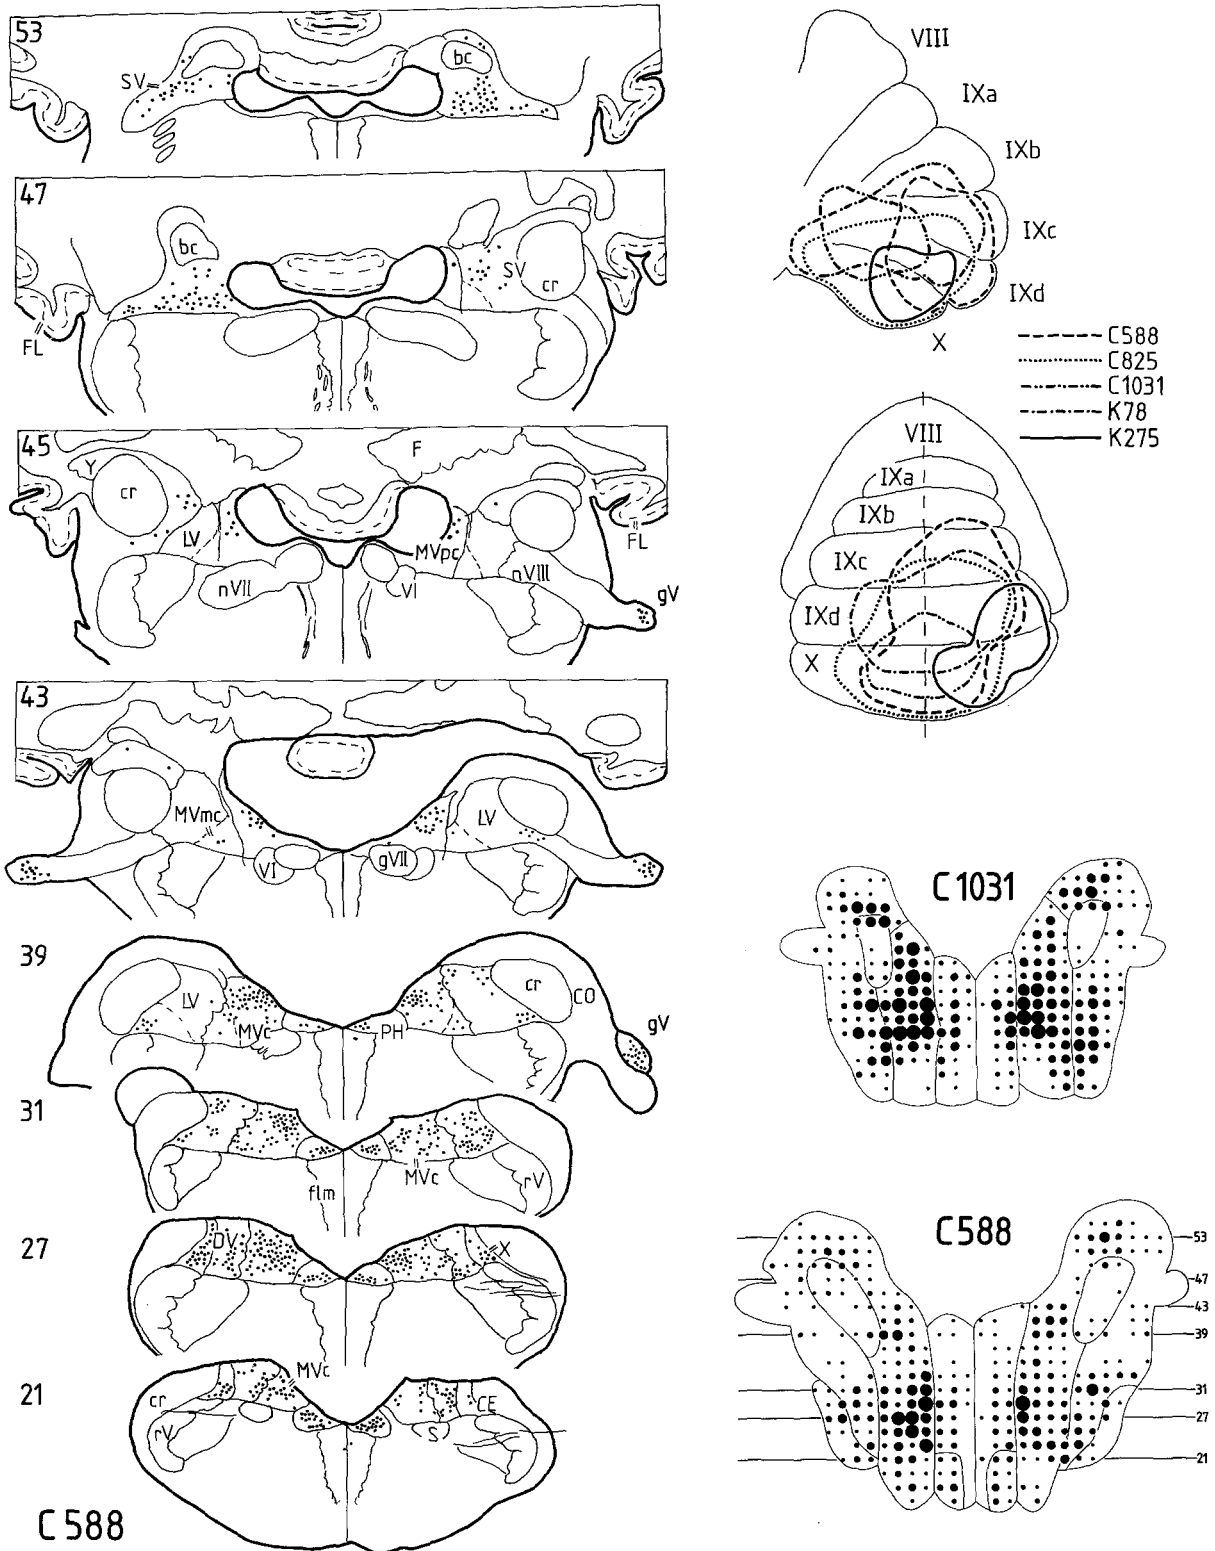 53
SV
bc
47
bc
SV
cr
FL
45
Y
cr
F
LV
MVpc
nVII
VI
nVIII
FL
gV
43
MVmc
LV
VI
gVII
39
LV
cr
CO
MVc
PH
gV
31
flm
MVc
rV
27
DV
X
21
MVc
cr
rV
CE
S
C588
VIII
IXa
IXb
IXc
IXd
X
C588
C825
C1031
K78
K275
VIII
IXa
IXb
IXc
IXd
X
C1031
C588
53
47
43
39
31
27
21